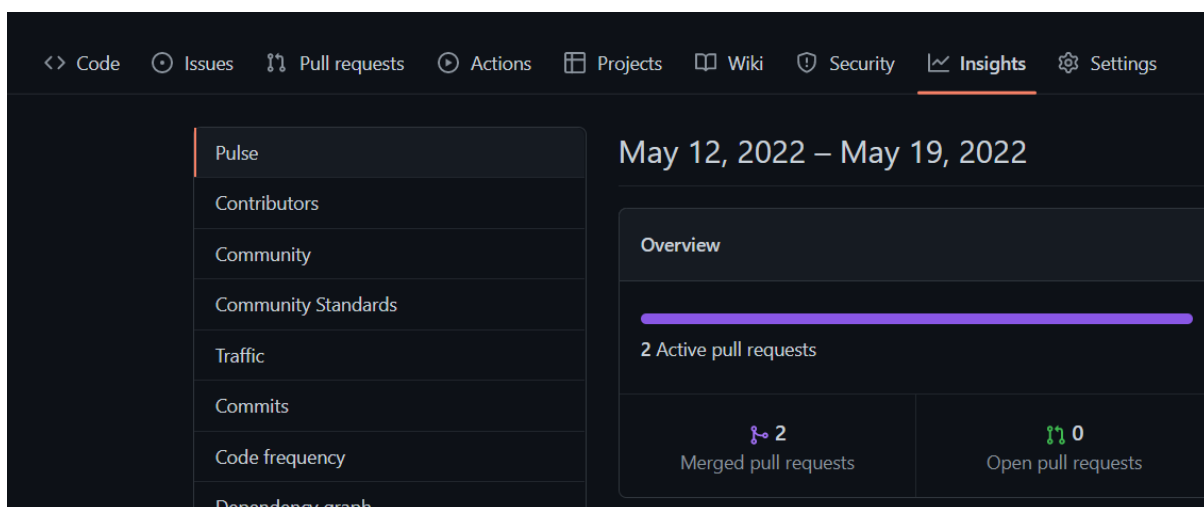 Code Issues Pull requests Actions Projects Wiki Security Insights Settings
Pulse
Contributors
Community
Community Standards
Traffic
Commits
Code frequency
Dependency graph
May 12, 2022 – May 19, 2022
Overview
2 Active pull requests
2
Merged pull requests
0
Open pull requests